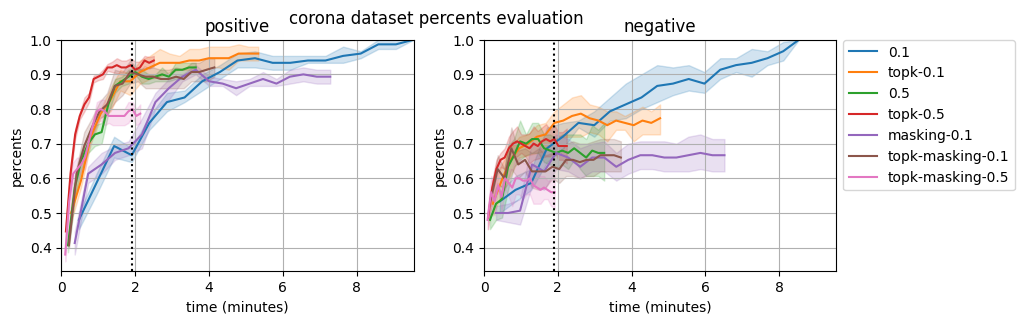 corona dataset percents evaluation
positive
negative
percents
1.0
0.9
0.8
0.7
0.6
0.5
0.4
0
2
4
6
8
time (minutes)
percents
1.0
0.9
0.8
0.7
0.6
0.5
0.4
0
2
4
6
8
time (minutes)
0.1
topk-0.1
0.5
topk-0.5
masking-0.1
topk-masking-0.1
topk-masking-0.5